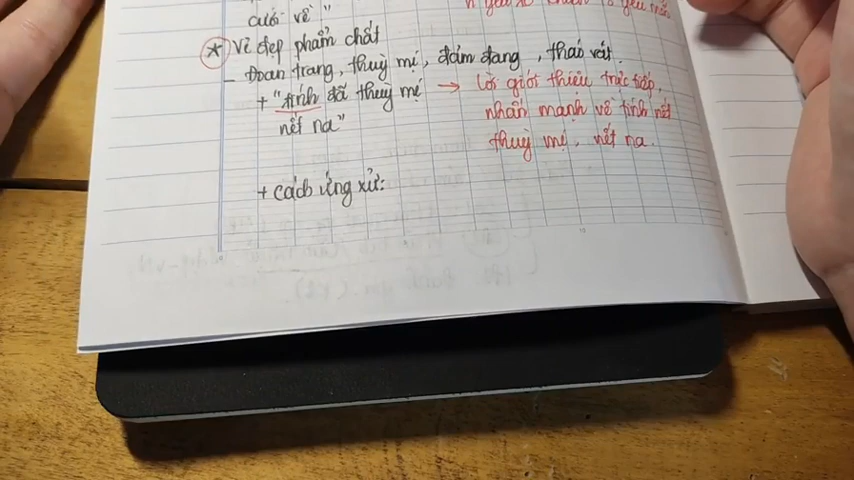 cưới về"
* Vẻ đẹp phẩm chất
- Đoan trang, thuỳ mị, đảm đang, tháo vát.
+ "tính đã thuỳ mị → Lời giới thiệu trực tiếp,
nết na" nhấn mạnh về tính nết
thuỳ mị, nết na.
+ cách ứng xử: